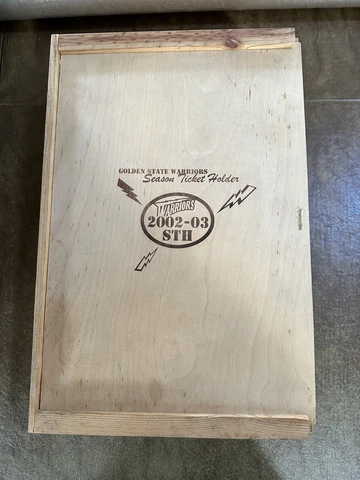 GOLDEN STATE WARRIORS
Season Ticket Holder
WARRIORS
2002-03
STH